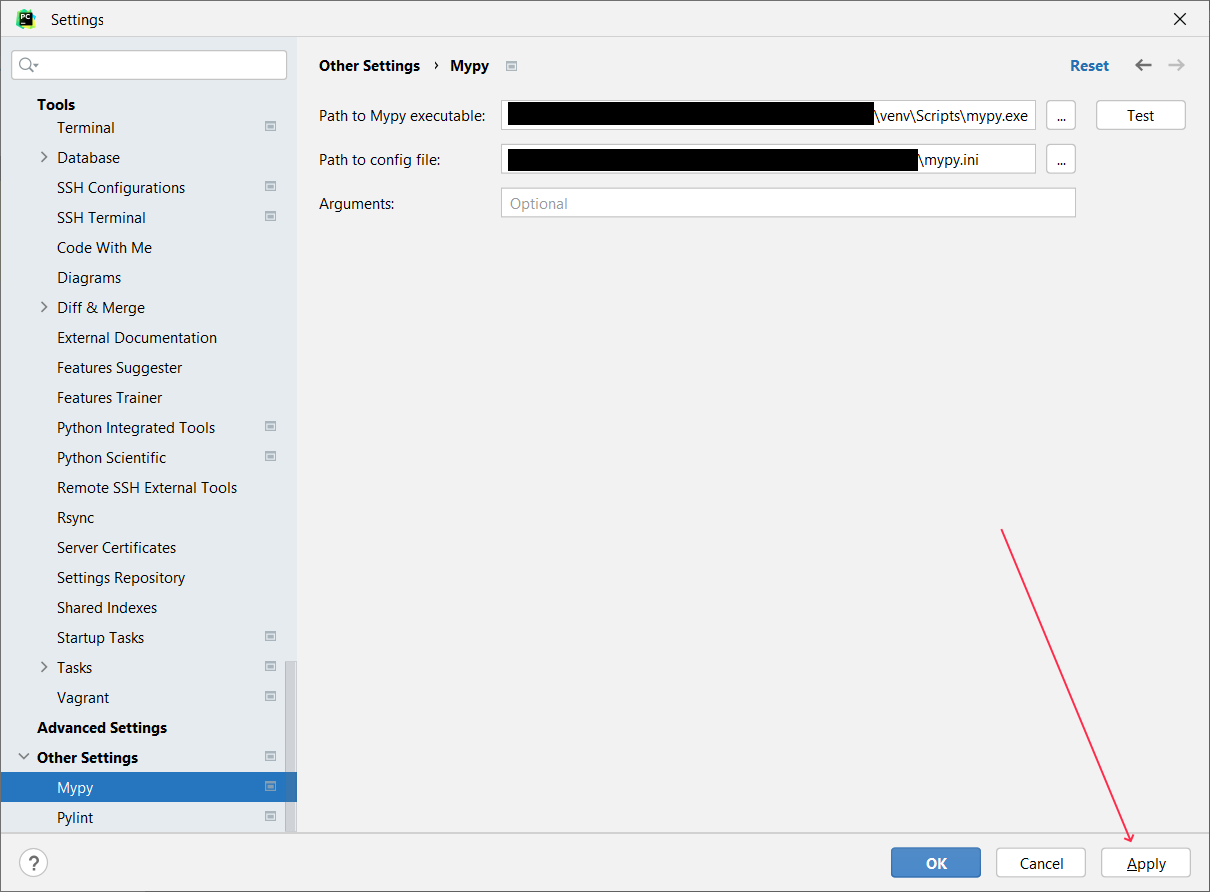 PC
Settings
Tools
Terminal
Database
SSH Configurations
SSH Terminal
Code With Me
Diagrams
Diff & Merge
External Documentation
Features Suggester
Features Trainer
Python Integrated Tools
Python Scientific
Remote SSH External Tools
Rsync
Server Certificates
Settings Repository
Shared Indexes
Startup Tasks
Tasks
Vagrant
Advanced Settings
Other Settings
Mypy
Pylint
Other Settings › Mypy
Reset
Path to Mypy executable: \venv\Scripts\mypy.exe ... Test
Path to config file: \mypy.ini ...
Arguments: Optional
? OK Cancel Apply